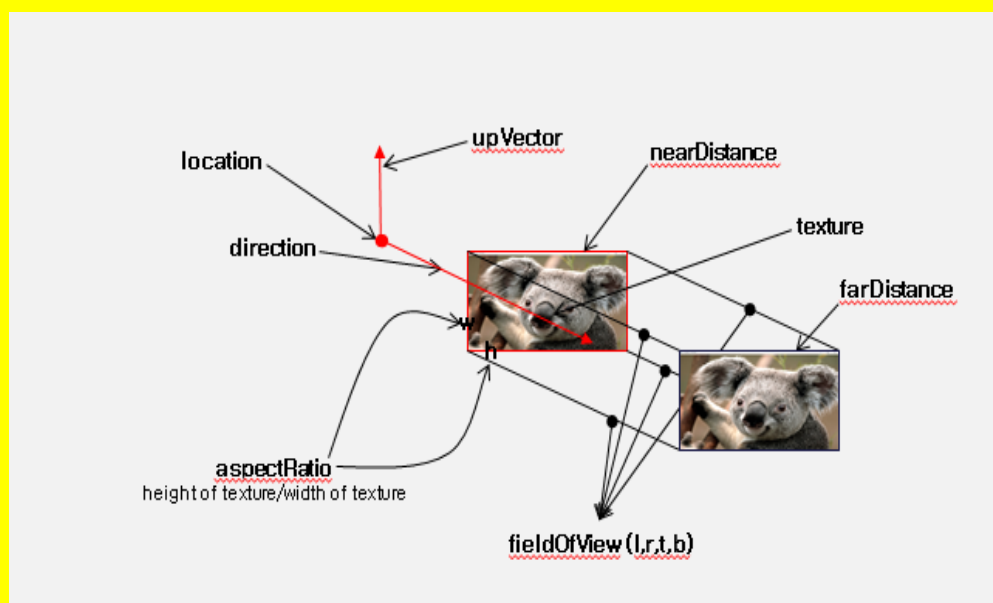 upVector
location
nearDistance
texture
direction
farDistance
w
h
aspectRatio
height of texture/width of texture
fieldOfView (l,r,t,b)